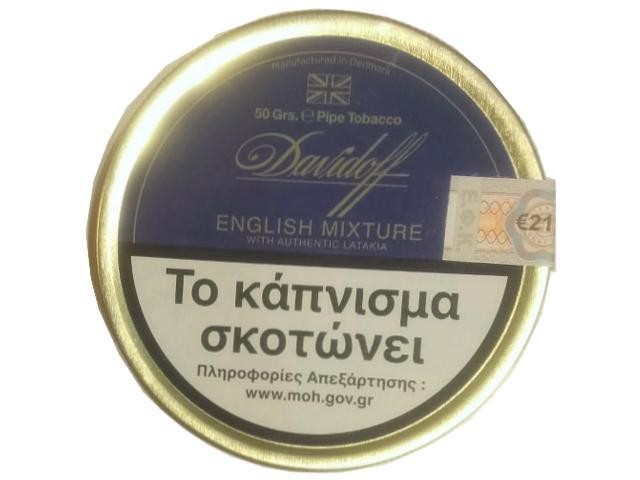 Manufactured in Denmark
50 Grs. ℮ Pipe Tobacco
Davidoff
ENGLISH MIXTURE
WITH AUTHENTIC LATAKIA
Ε.Φ.Κ.
€21
Το κάπνισμα
σκοτώνει
Πληροφορίες Απεξάρτησης :
www.moh.gov.gr